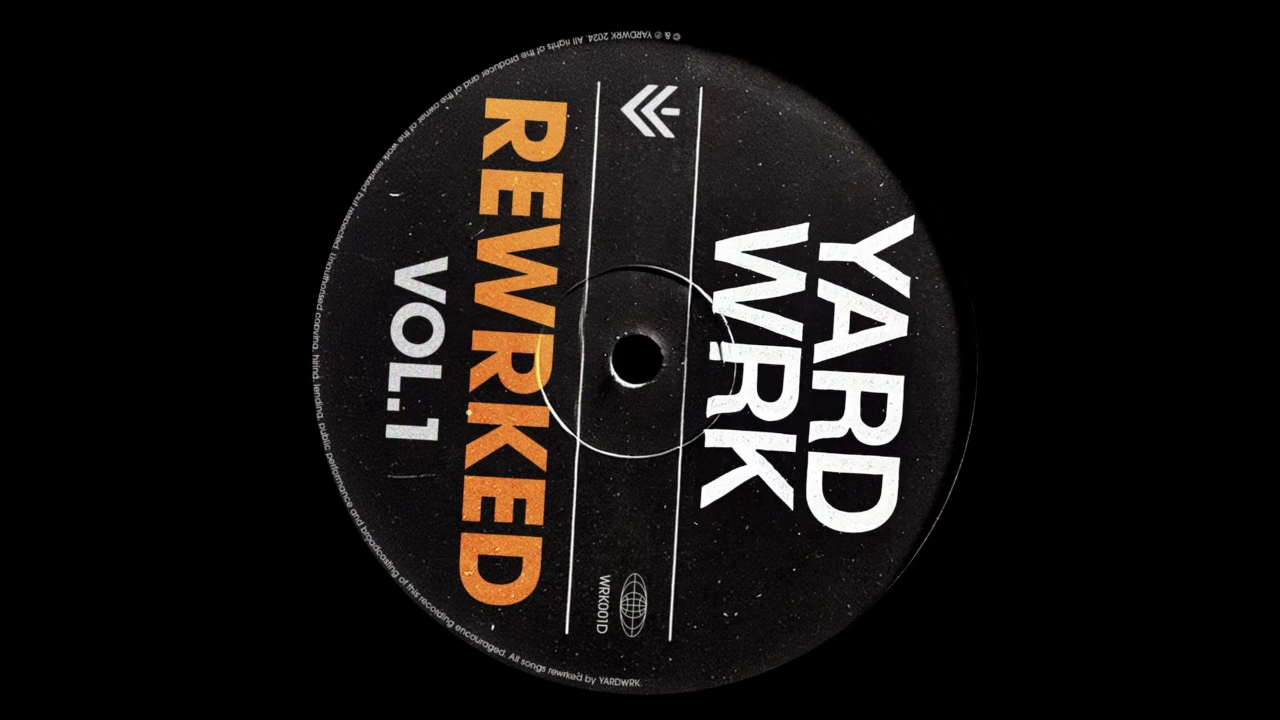 YARD
WRK
WRK001D
REWRKED
VOL.1
© & ℗ YARDWRK 2024. All rights of the producer and of the owner of the work rewrked but respected. Unauthorised copying, hiring, lending, public performance and broadcasting of this recording encouraged. All songs rewrked by YARDWRK.